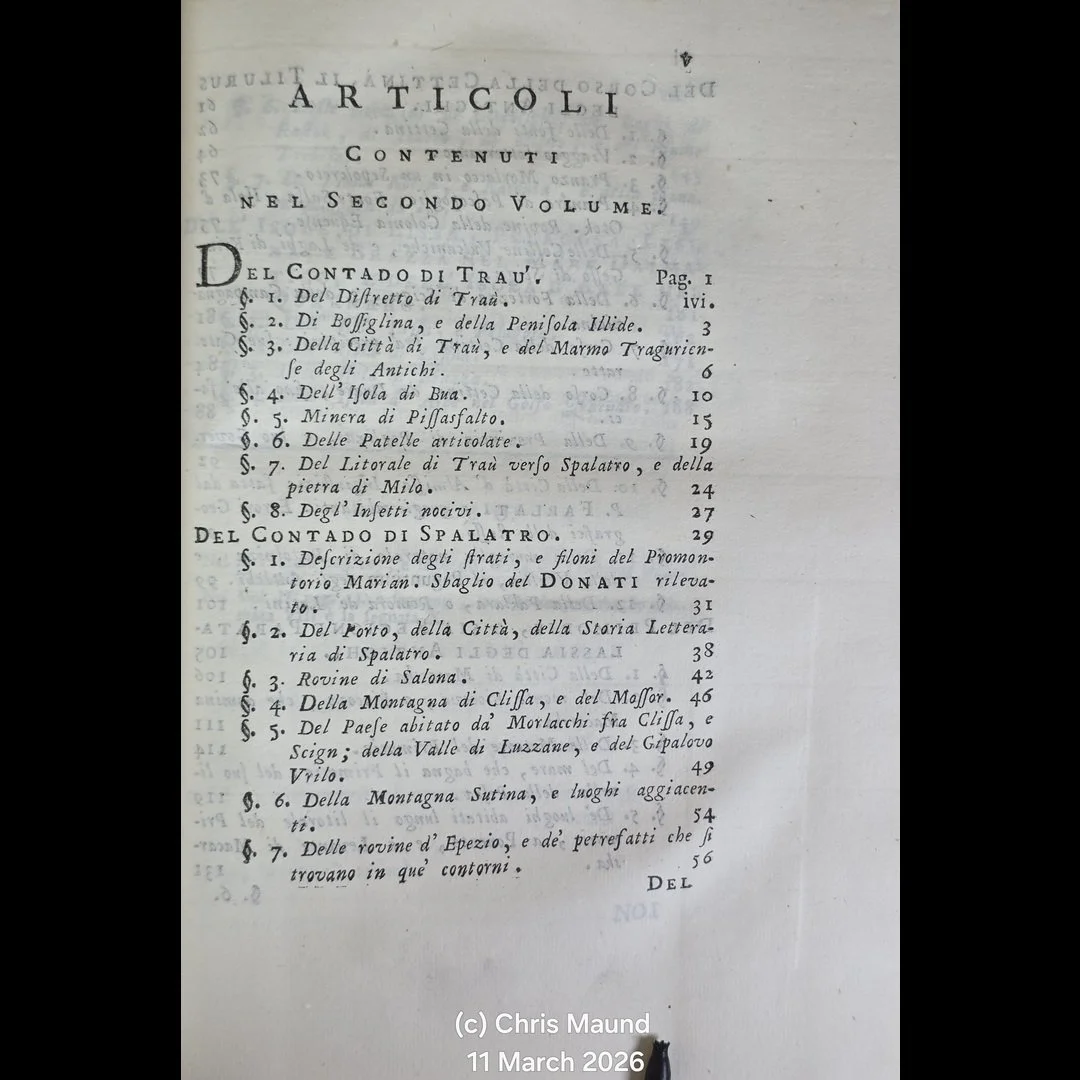 ARTICOLI
CONTENUTI
NEL SECONDO VOLUME.
DEL CONTADO DI TRAU'. Pag. 1
§. 1. Del Diſtretto di Traù. ivi.
§. 2. Di Boſſiglina, e della Peniſola Illide. 3
§. 3. Della Città di Traù, e del Marmo Tragurien-
ſe degli Antichi. 6
§. 4. Dell' Iſola di Bua. 10
§. 5. Minera di Piſſasfalto. 15
§. 6. Delle Patelle articolate. 19
§. 7. Del Litorale di Traù verſo Spalatro, e della
pietra di Milo. 24
§. 8. Degl' Inſetti nocivi. 27
DEL CONTADO DI SPALATRO. 29
§. 1. Deſcrizione degli ſtrati, e filoni del Promon-
torio Marian. Sbaglio del DONATI rileva-
to. 31
§. 2. Del Porto, della Città, della Storia Lettera-
ria di Spalatro. 38
§. 3. Rovine di Salona. 42
§. 4. Della Montagna di Cliſſa, e del Moſſor. 46
§. 5. Del Paeſe abitato da' Morlacchi fra Cliſſa, e
Scign; della Valle di Luzzane, e del Gipalovo
Vrilo. 49
§. 6. Della Montagna Sutina, e luoghi aggiacen-
ti. 54
§. 7. Delle rovine d' Epezio, e de' petrefatti che ſi
trovano in que' contorni. 56
DEL
(c) Chris Maund
11 March 2026